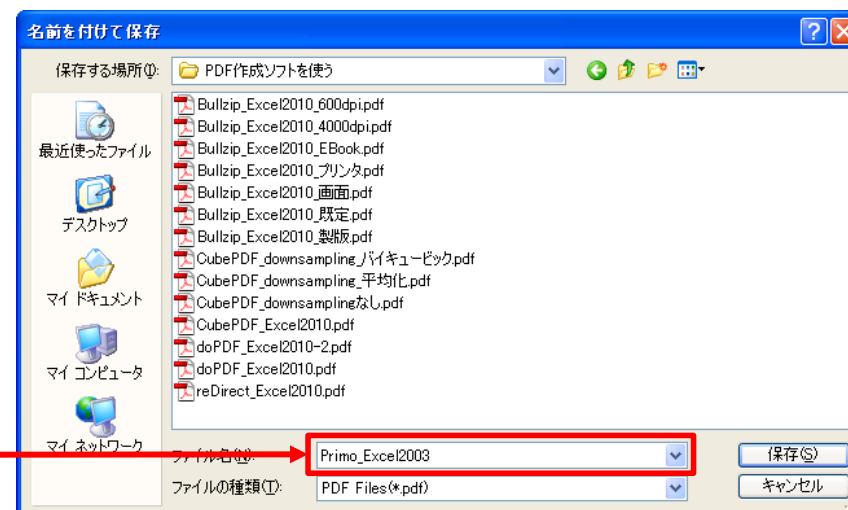 名前を付けて保存
保存する場所(I):
PDF作成ソフトを使う
最近使ったファイル
デスクトップ
マイ ドキュメント
マイ コンピュータ
マイ ネットワーク
Bullzip_Excel2010_600dpi.pdf
Bullzip_Excel2010_4000dpi.pdf
Bullzip_Excel2010_EBook.pdf
Bullzip_Excel2010_プリンタ.pdf
Bullzip_Excel2010_画面.pdf
Bullzip_Excel2010_既定.pdf
Bullzip_Excel2010_製版.pdf
CubePDF_downsampling_バイキュービック.pdf
CubePDF_downsampling_平均化.pdf
CubePDF_downsamplingなし.pdf
CubePDF_Excel2010.pdf
doPDF_Excel2010-2.pdf
doPDF_Excel2010.pdf
reDirect_Excel2010.pdf
ファイル名(N):
Primo_Excel2003
保存(S)
ファイルの種類(T):
PDF Files(*.pdf)
キャンセル